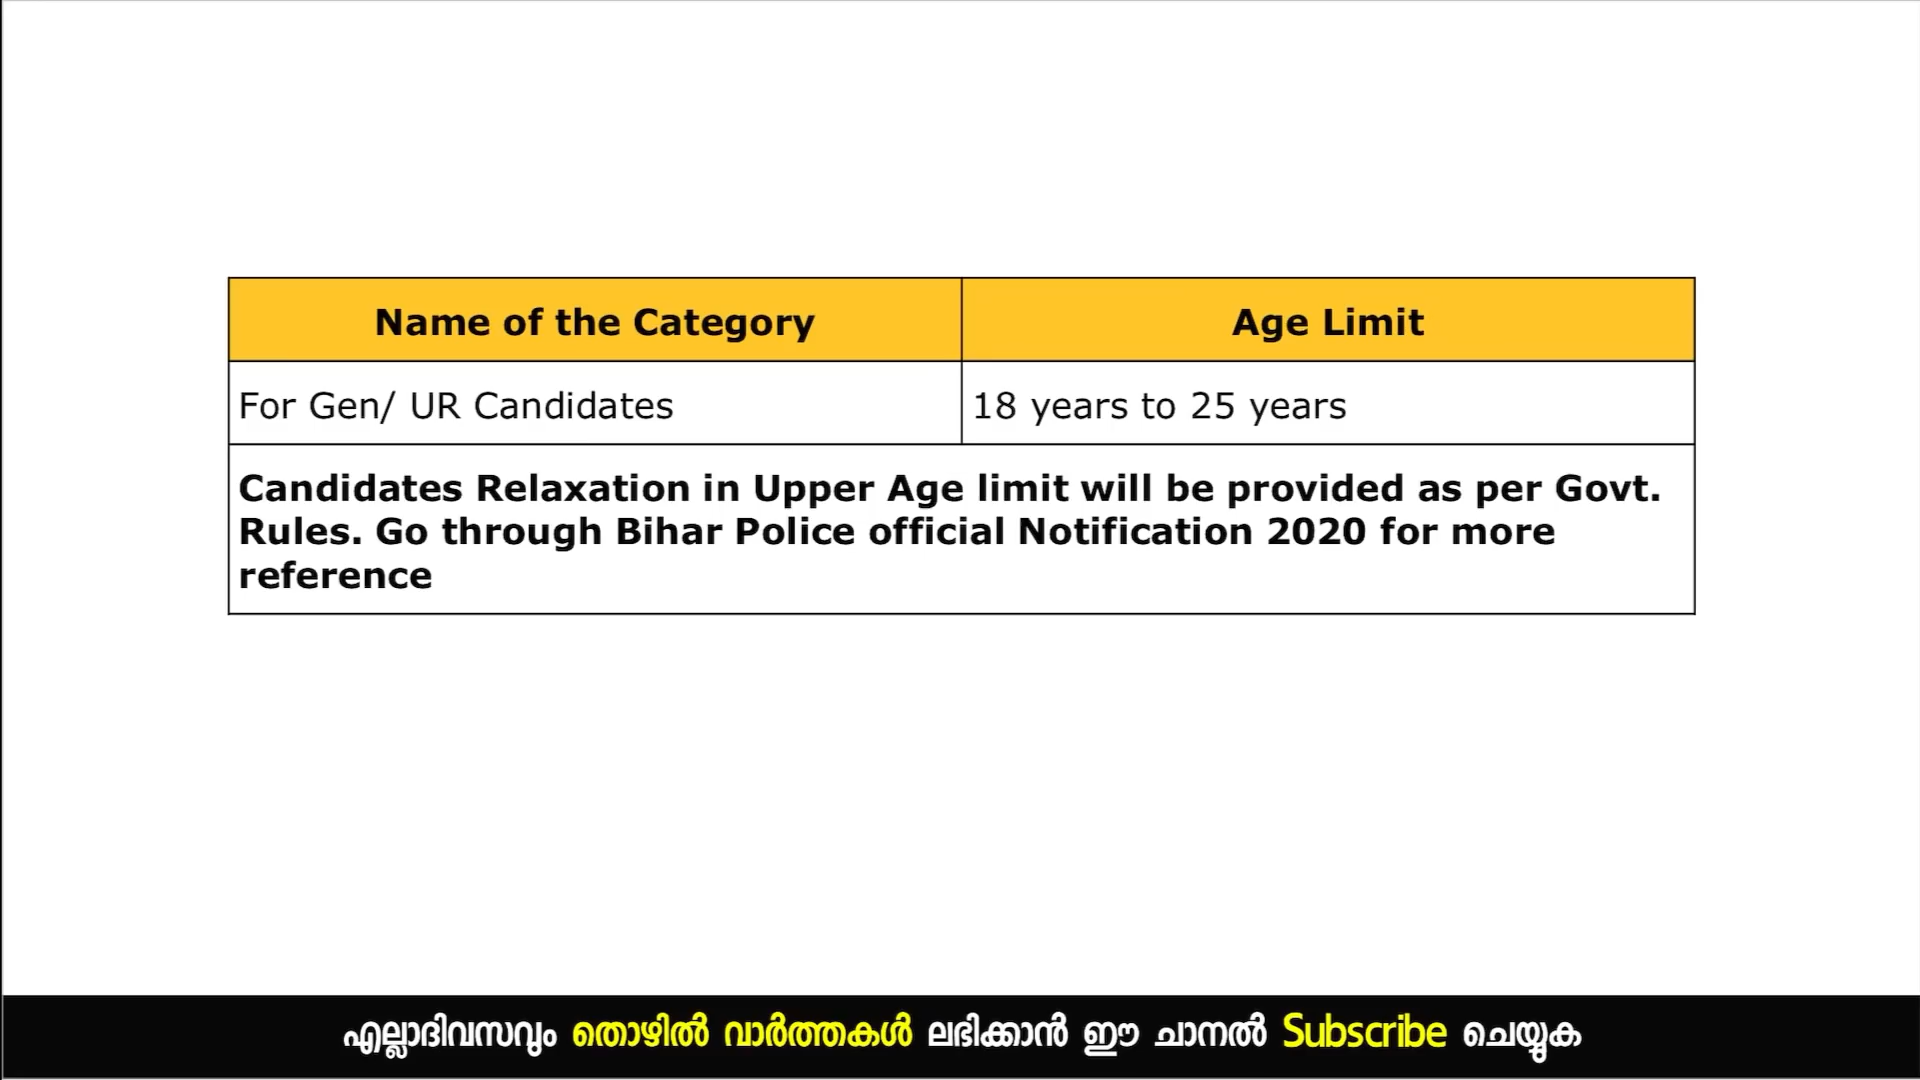 Name of the Category
Age Limit
For Gen/ UR Candidates
18 years to 25 years
Candidates Relaxation in Upper Age limit will be provided as per Govt.
Rules. Go through Bihar Police official Notification 2020 for more
reference
എല്ലാദിവസവും തൊഴിൽ വാർത്തകൾ ലഭിക്കാൻ ഈ ചാനൽ Subscribe ചെയ്യുക